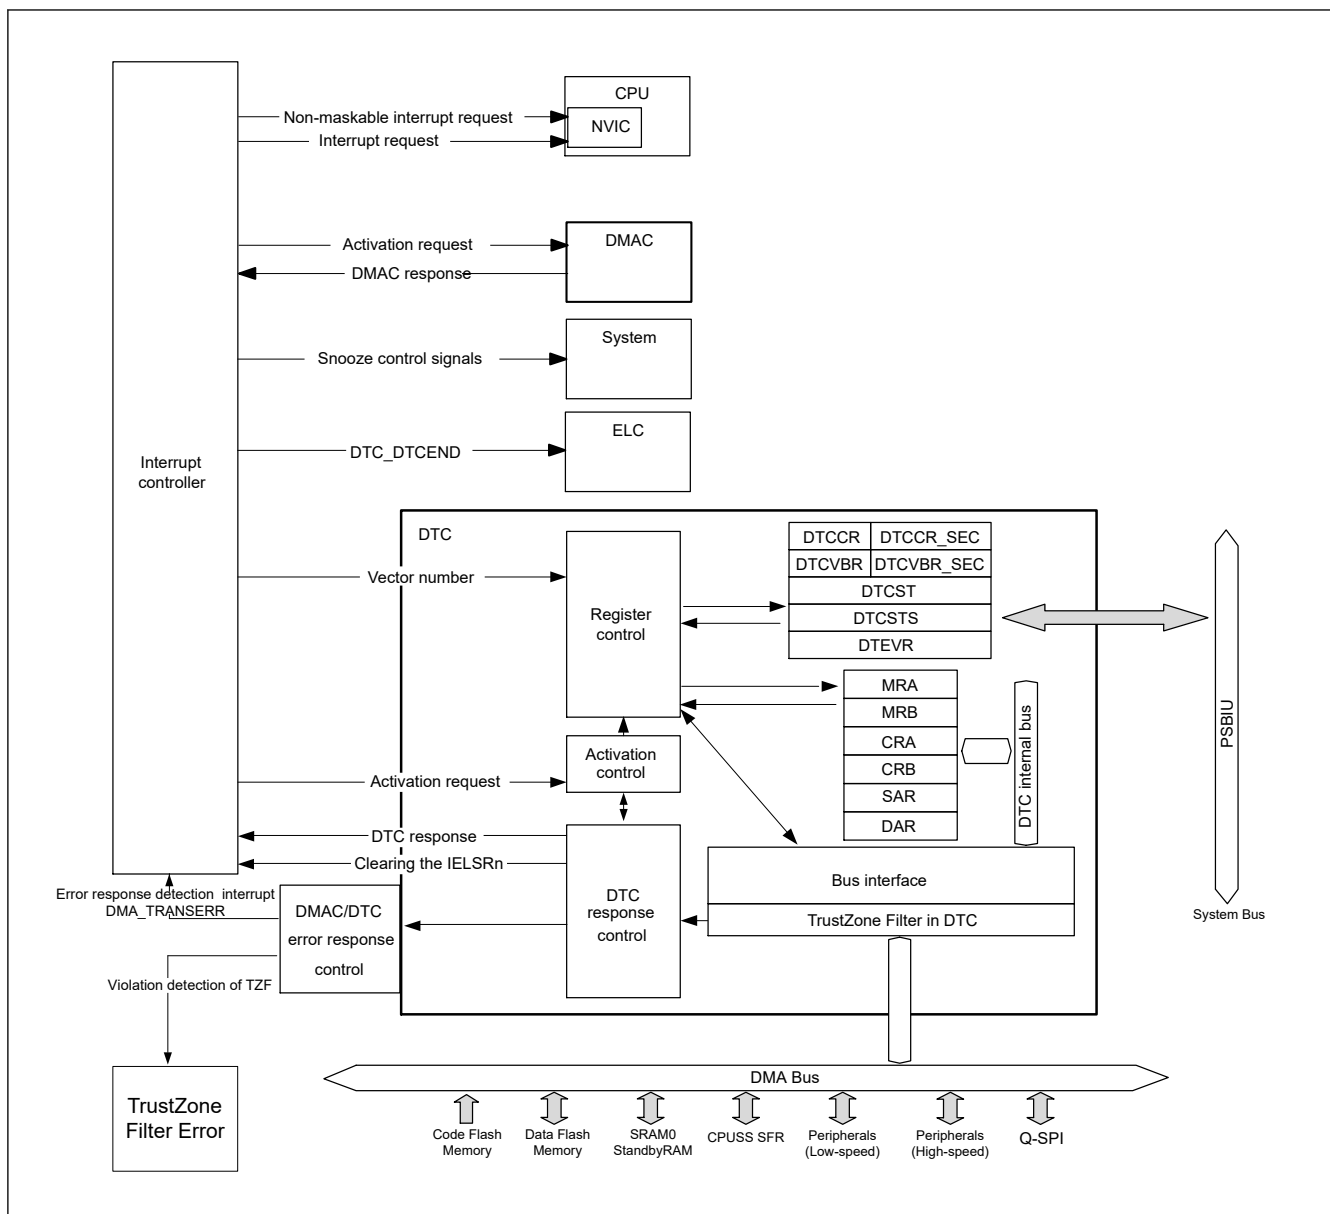 CPU
Non-maskable interrupt request
NVIC
Interrupt request
Activation request
DMAC
DMAC response
System
Snooze control signals
ELC
DTC_DTCEND
Interrupt
controller
DTC
DTCCR
DTCCR_SEC
DTCVBR
DTCVBR_SEC
Vector number
DTCST
Register
control
DTCSTS
DTEVR
MRA
MRB
CRA
CRB
SAR
DAR
DTC internal bus
PSBIU
System Bus
Activation
control
Activation request
DTC response
Clearing the IELSRn
Bus interface
TrustZone Filter in DTC
DTC
response
control
Error response detection interrupt
DMA_TRANSERR
DMAC/DTC
error response
control
Violation detection of TZF
TrustZone
Filter Error
DMA Bus
Code Flash
Memory
Data Flash
Memory
SRAM0
StandbyRAM
CPUSS SFR
Peripherals
(Low-speed)
Peripherals
(High-speed)
Q-SPI